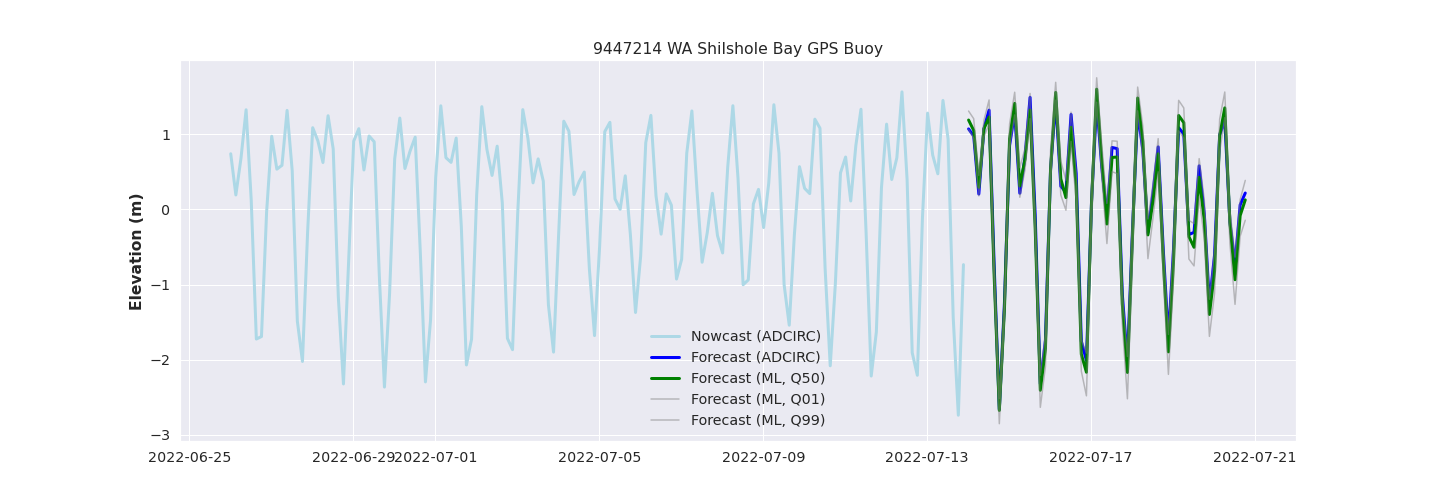 9447214 WA Shilshole Bay GPS Buoy
Elevation (m)
1
0
−1
−2
−3
Nowcast (ADCIRC)
Forecast (ADCIRC)
Forecast (ML, Q50)
Forecast (ML, Q01)
Forecast (ML, Q99)
2022-06-25 2022-06-29 2022-07-01 2022-07-05 2022-07-09 2022-07-13 2022-07-17 2022-07-21